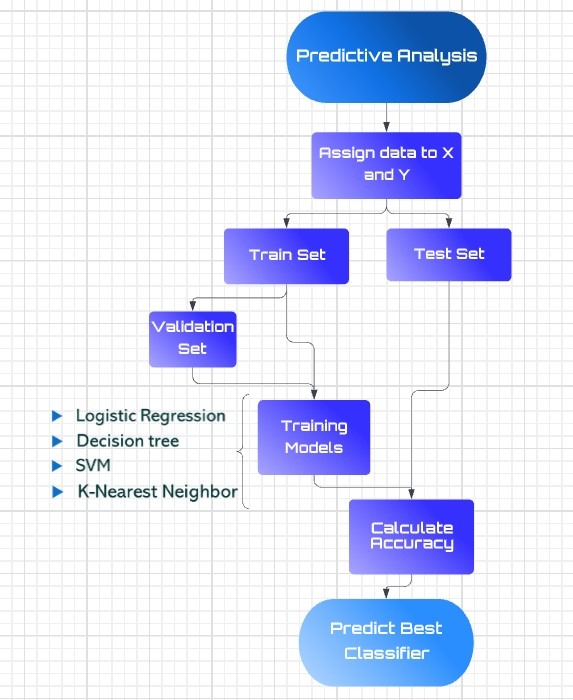 Predictive Analysis
Assign data to X
and Y
Train Set
Test Set
Validation
Set
Training
Models
Logistic Regression
Decision tree
SVM
K-Nearest Neighbor
Calculate
Accuracy
Predict Best
Classifier